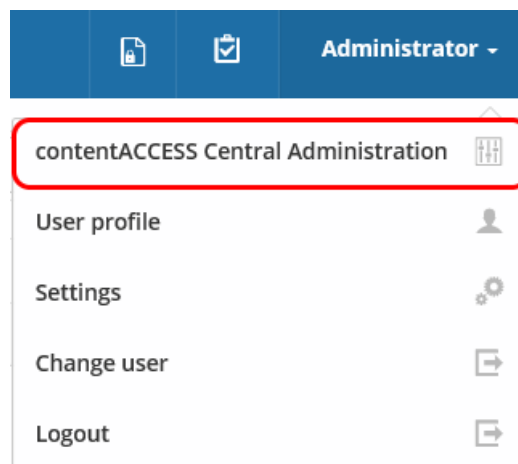 Administrator
contentACCESS Central Administration
User profile
Settings
Change user
Logout